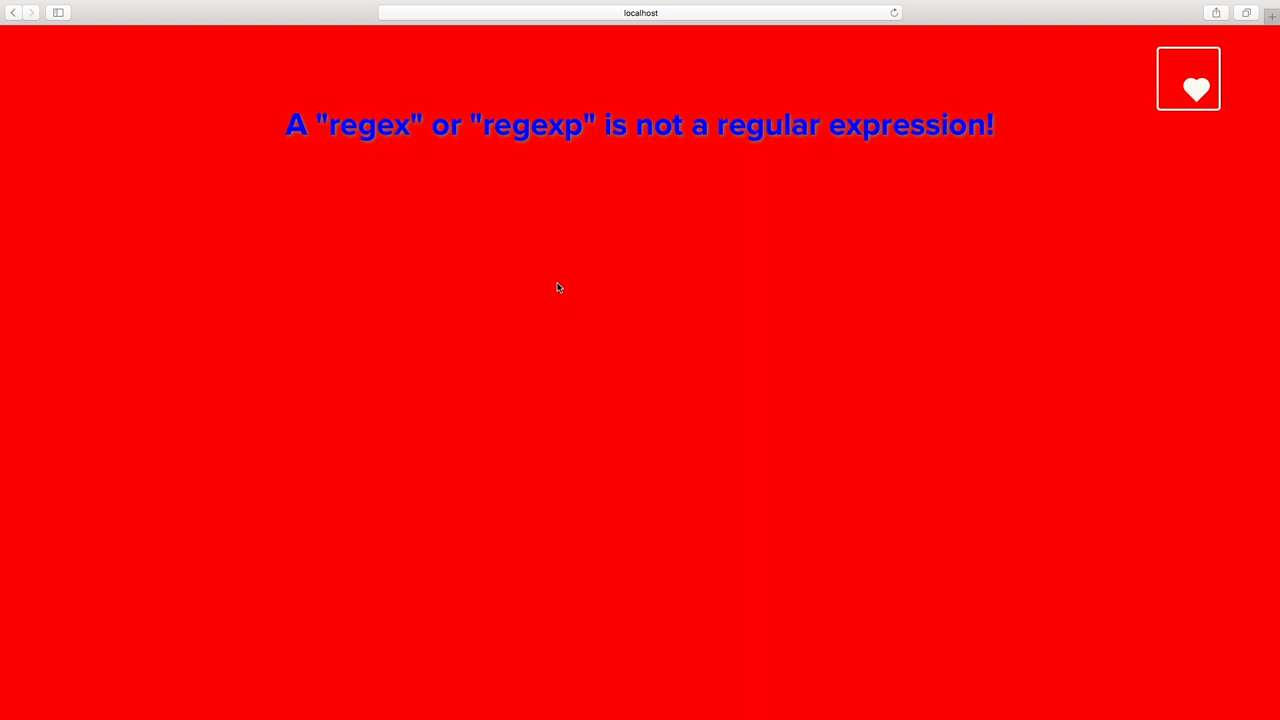 localhost
A "regex" or "regexp" is not a regular expression!